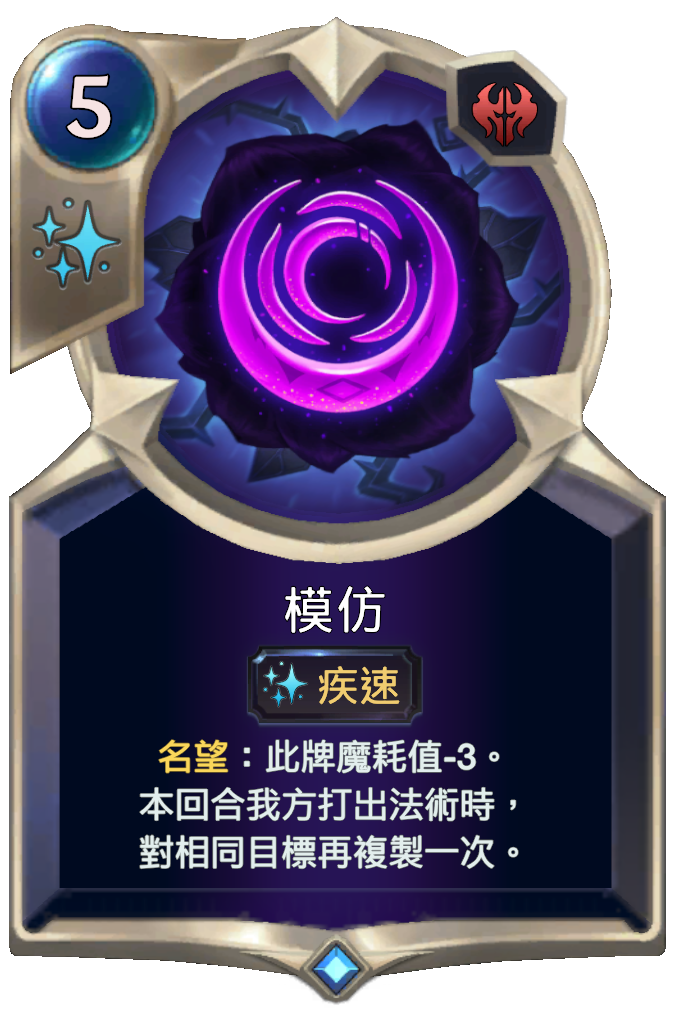 5
模仿
疾速
名望：此牌魔耗值-3。
本回合我方打出法術時，
對相同目標再複製一次。